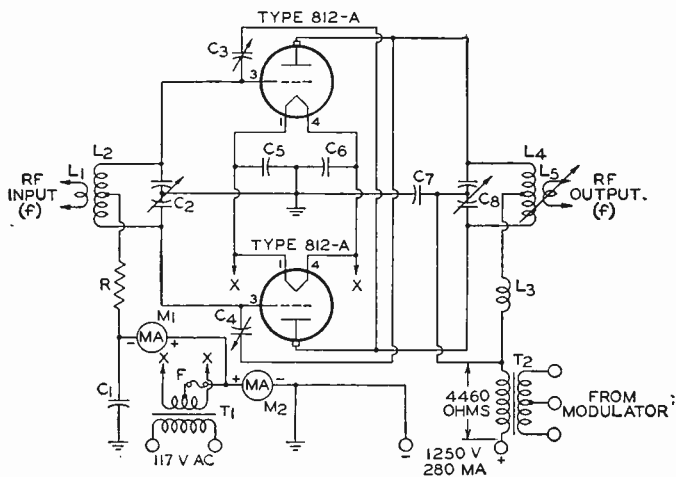 TYPE 812-A
C3
3
1
4
L2
L1
C5
C6
C7
L4
L5
RF
INPUT
(f)
C2
C8
RF
OUTPUT.
(f)
TYPE 812-A
1
4
X
X
R
3
C4
L3
M1
- MA +
X
X
F
+ MA -
M2
T2
C1
T1
4460
OHMS
FROM
MODULATOR
117 V AC
-
1250 V
280 MA
+